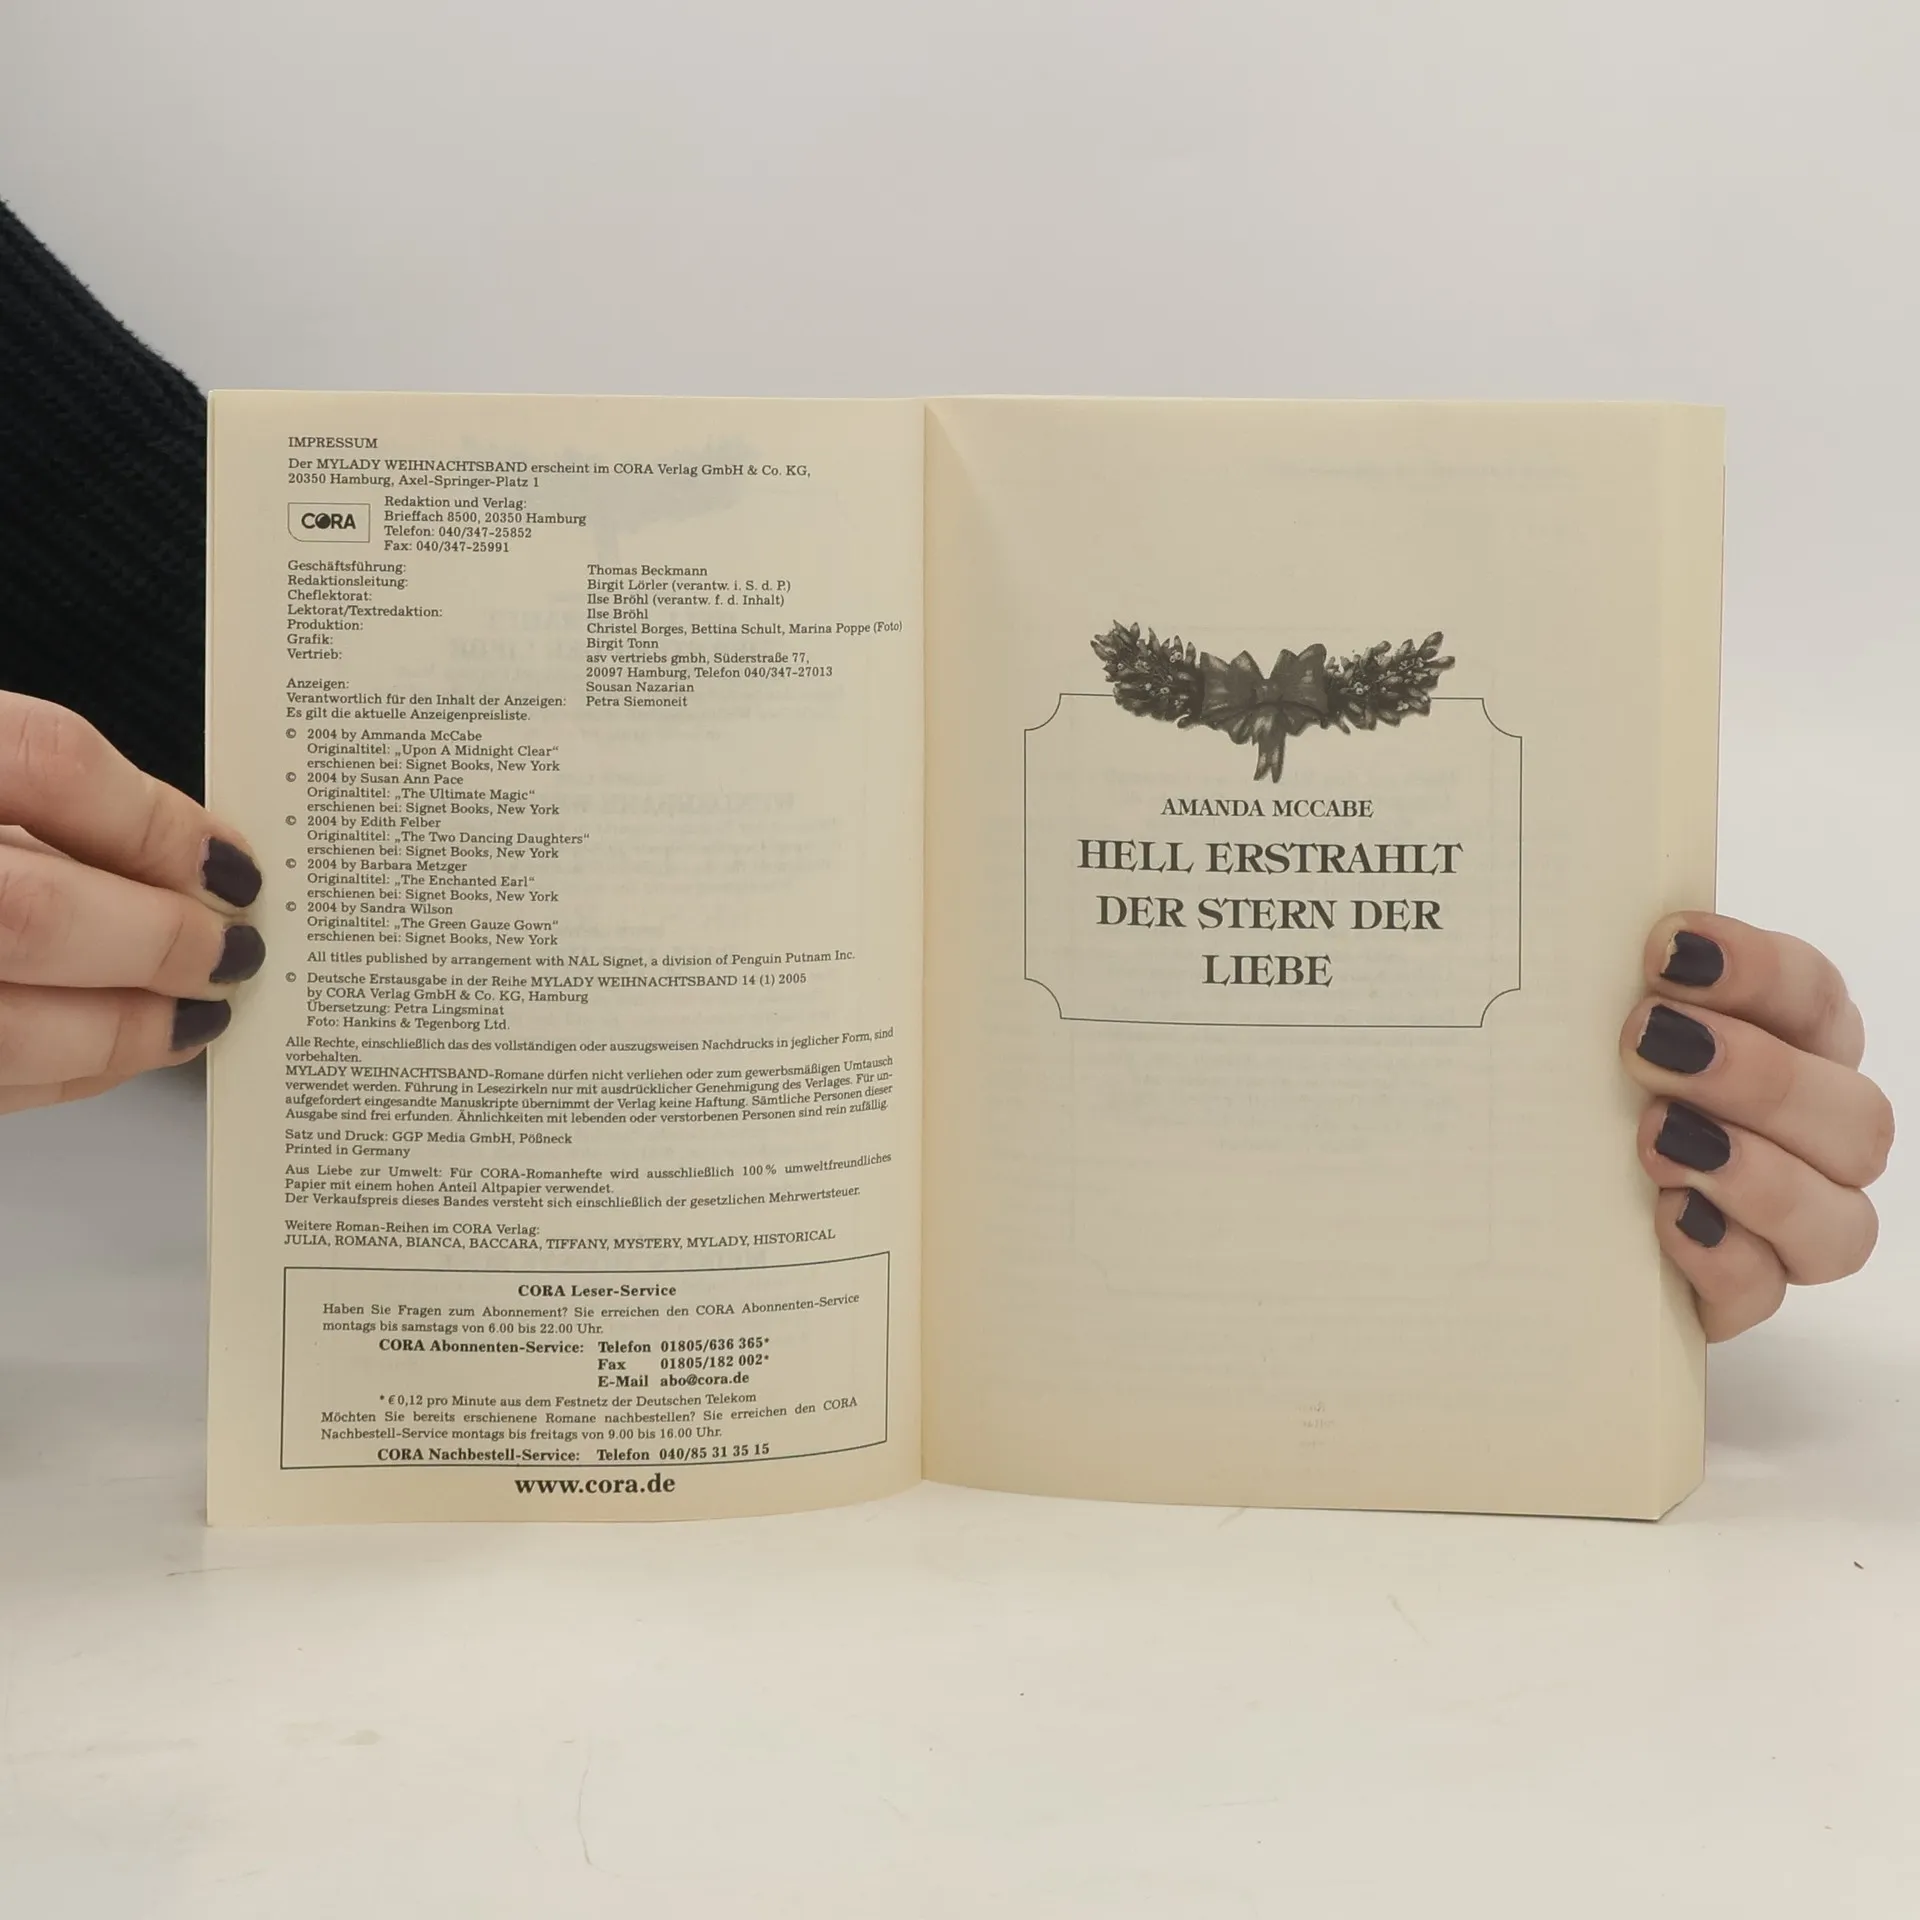 IMPRESSUM
Der MYLADY WEIHNACHTSBAND erscheint im CORA Verlag GmbH & Co. KG,
20350 Hamburg, Axel-Springer-Platz 1
CORA
Redaktion und Verlag:
Brieffach 8500, 20350 Hamburg
Telefon: 040/347-25852
Fax: 040/347-25991
Geschäftsführung: Thomas Beckmann
Redaktionsleitung: Birgit Lörler (verantw. i. S. d. P.)
Cheflektorat: Ilse Bröhl (verantw. f. d. Inhalt)
Lektorat/Textredaktion: Ilse Bröhl
Produktion: Christel Borges, Bettina Schult, Marina Poppe (Foto)
Grafik: Birgit Tonn
Vertrieb: asv vertriebs gmbh, Süderstraße 77,
20097 Hamburg, Telefon 040/347-27013
Anzeigen: Sousan Nazarian
Verantwortlich für den Inhalt der Anzeigen: Petra Siemoneit
Es gilt die aktuelle Anzeigenpreisliste.
© 2004 by Ammanda McCabe
Originaltitel: „Upon A Midnight Clear“
erschienen bei: Signet Books, New York
© 2004 by Susan Ann Pace
Originaltitel: „The Ultimate Magic“
erschienen bei: Signet Books, New York
© 2004 by Edith Felber
Originaltitel: „The Two Dancing Daughters“
erschienen bei: Signet Books, New York
© 2004 by Barbara Metzger
Originaltitel: „The Enchanted Earl“
erschienen bei: Signet Books, New York
© 2004 by Sandra Wilson
Originaltitel: „The Green Gauze Gown“
erschienen bei: Signet Books, New York
All titles published by arrangement with NAL Signet, a division of Penguin Putnam Inc.
© Deutsche Erstausgabe in der Reihe MYLADY WEIHNACHTSBAND 14 (1) 2005
by CORA Verlag GmbH & Co. KG, Hamburg
Übersetzung: Petra Lingsminat
Foto: Hankins & Tegenborg Ltd.
Alle Rechte, einschließlich das des vollständigen oder auszugsweisen Nachdrucks in jeglicher Form, sind
vorbehalten.
MYLADY WEIHNACHTSBAND-Romane dürfen nicht verliehen oder zum gewerbsmäßigen Umtausch
verwendet werden. Führung in Lesezirkeln nur mit ausdrücklicher Genehmigung des Verlages. Für un-
aufgefordert eingesandte Manuskripte übernimmt der Verlag keine Haftung. Sämtliche Personen dieser
Ausgabe sind frei erfunden. Ähnlichkeiten mit lebenden oder verstorbenen Personen sind rein zufällig.
Satz und Druck: GGP Media GmbH, Pößneck
Printed in Germany
Aus Liebe zur Umwelt: Für CORA-Romanhefte wird ausschließlich 100 % umweltfreundliches
Papier mit einem hohen Anteil Altpapier verwendet.
Der Verkaufspreis dieses Bandes versteht sich einschließlich der gesetzlichen Mehrwertsteuer.
Weitere Roman-Reihen im CORA Verlag:
JULIA, ROMANA, BIANCA, BACCARA, TIFFANY, MYSTERY, MYLADY, HISTORICAL
CORA Leser-Service
Haben Sie Fragen zum Abonnement? Sie erreichen den CORA Abonnenten-Service
montags bis samstags von 6.00 bis 22.00 Uhr.
CORA Abonnenten-Service: Telefon 01805/636 365*
Fax 01805/182 002*
E-Mail abo@cora.de
* € 0,12 pro Minute aus dem Festnetz der Deutschen Telekom
Möchten Sie bereits erschienene Romane nachbestellen? Sie erreichen den CORA
Nachbestell-Service montags bis freitags von 9.00 bis 16.00 Uhr.
CORA Nachbestell-Service: Telefon 040/85 31 35 15
www.cora.de
AMANDA MCCABE
HELL ERSTRAHLT
DER STERN DER
LIEBE